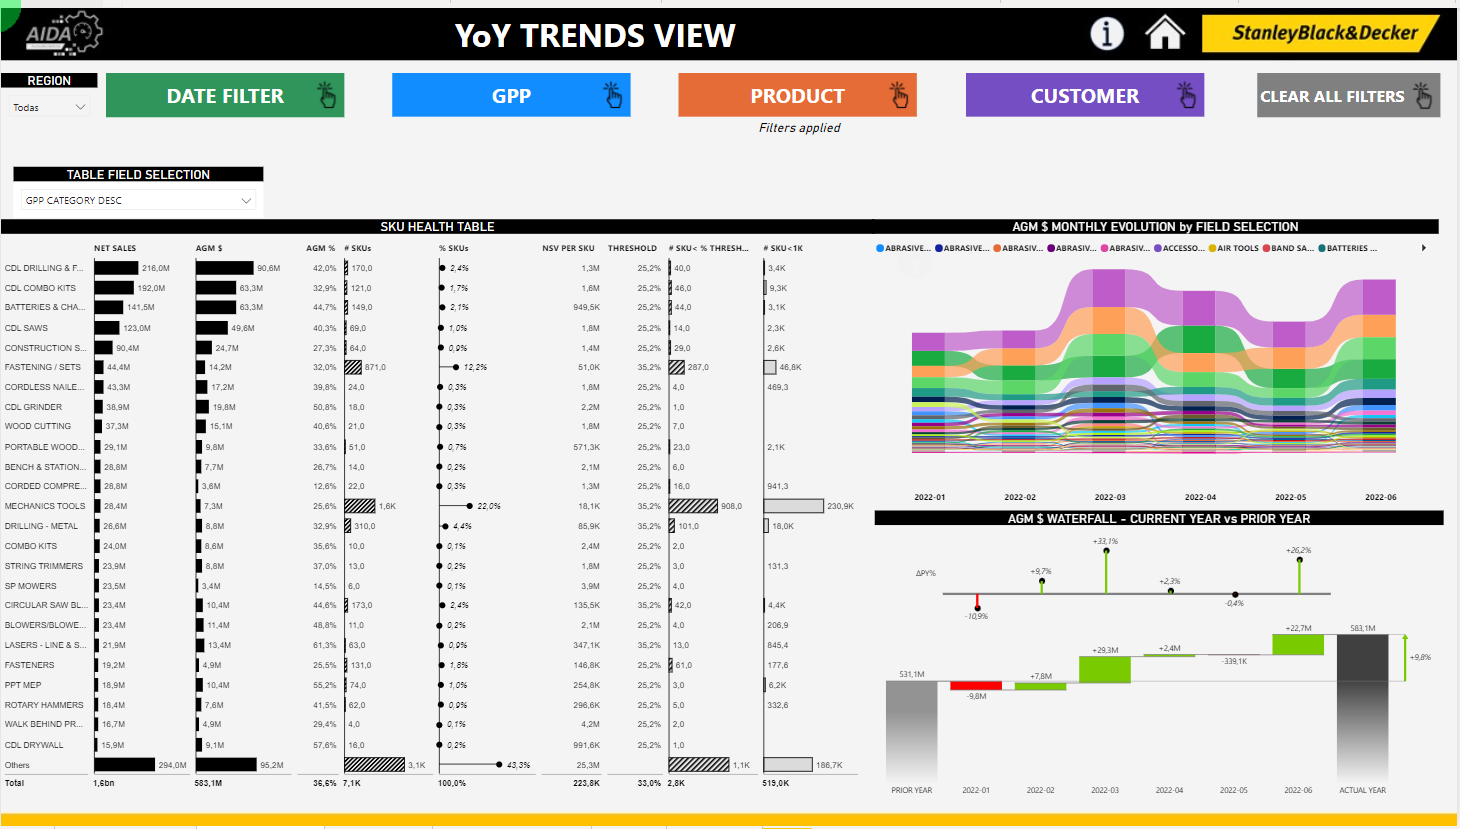 AIDA
YoY TRENDS VIEW
StanleyBlack&Decker
REGION
Todas
DATE FILTER
GPP
PRODUCT
CUSTOMER
CLEAR ALL FILTERS
Filters applied
TABLE FIELD SELECTION
GPP CATEGORY DESC
SKU HEALTH TABLE
NET SALES AGM $ AGM % # SKUs % SKUs NSV PER SKU THRESHOLD # SKU< % THRESH... # SKU<1K
CDL DRILLING & F... 216,0M 90,6M 42,0% 170,0 2,4% 1,3M 25,2% 40,0 3,4K
CDL COMBO KITS 192,0M 63,3M 32,9% 121,0 1,7% 1,6M 25,2% 46,0 9,3K
BATTERIES & CHA... 141,5M 63,3M 44,7% 149,0 2,1% 949,5K 25,2% 44,0 3,1K
CDL SAWS 123,0M 49,6M 40,3% 69,0 1,0% 1,8M 25,2% 14,0 2,3K
CONSTRUCTION S... 90,4M 24,7M 27,3% 64,0 0,9% 1,4M 25,2% 29,0 2,6K
FASTENING / SETS 44,4M 14,2M 32,0% 871,0 12,2% 51,0K 35,2% 287,0 46,8K
CORDLESS NAILE... 43,3M 17,2M 39,8% 24,0 0,3% 1,8M 25,2% 4,0 469,3
CDL GRINDER 38,9M 19,8M 50,8% 18,0 0,3% 2,2M 25,2% 1,0
WOOD CUTTING 37,3M 15,1M 40,6% 21,0 0,3% 1,8M 25,2% 7,0
PORTABLE WOOD... 29,1M 9,8M 33,6% 51,0 0,7% 571,3K 25,2% 23,0 2,1K
BENCH & STATION... 28,8M 7,7M 26,7% 14,0 0,2% 2,1M 25,2% 6,0
CORDED COMPRE... 28,8M 3,6M 12,6% 22,0 0,3% 1,3M 25,2% 16,0 941,3
MECHANICS TOOLS 28,4M 7,3M 25,6% 1,6K 22,0% 18,1K 35,2% 908,0 230,9K
DRILLING - METAL 26,6M 8,8M 32,9% 310,0 4,4% 85,9K 35,2% 101,0 18,0K
COMBO KITS 24,0M 8,6M 35,6% 10,0 0,1% 2,4M 25,2% 2,0
STRING TRIMMERS 23,9M 8,8M 37,0% 13,0 0,2% 1,8M 25,2% 3,0 131,3
SP MOWERS 23,5M 3,4M 14,5% 6,0 0,1% 3,9M 25,2% 4,0
CIRCULAR SAW BL... 23,4M 10,4M 44,6% 173,0 2,4% 135,5K 35,2% 42,0 4,4K
BLOWERS/BLOWE... 23,4M 11,4M 48,8% 11,0 0,2% 2,1M 25,2% 4,0 206,9
LASERS - LINE & S... 21,9M 13,4M 61,3% 63,0 0,9% 347,1K 25,2% 13,0 845,4
FASTENERS 19,2M 4,9M 25,5% 131,0 1,8% 146,8K 25,2% 61,0 177,6
PPT MEP 18,9M 10,4M 55,2% 74,0 1,0% 254,8K 25,2% 3,0 6,2K
ROTARY HAMMERS 18,4M 7,6M 41,5% 62,0 0,9% 296,6K 25,2% 5,0 332,6
WALK BEHIND PR... 16,7M 4,9M 29,4% 4,0 0,1% 4,2M 25,2% 2,0
CDL DRYWALL 15,9M 9,1M 57,6% 16,0 0,2% 991,6K 25,2% 1,0
Others 294,0M 95,2M 3,1K 43,3% 25,3M 1,1K 186,7K
Total 1,6bn 583,1M 36,6% 7,1K 100,0% 223,8K 33,0% 2,8K 519,0K
AGM $ MONTHLY EVOLUTION by FIELD SELECTION
ABRASIVE... ABRASIVE... ABRASIV... ABRASIV... ABRASIV... ACCESSO... AIR TOOLS BAND SA... BATTERIES ...
2022-01 2022-02 2022-03 2022-04 2022-05 2022-06
AGM $ WATERFALL - CURRENT YEAR vs PRIOR YEAR
ΔPY%
-10,9% +9,7% +33,1% +2,3% -0,4% +26,2%
531,1M -9,8M +7,8M +29,3M +2,4M -339,1K +22,7M 583,1M +9,8%
PRIOR YEAR 2022-01 2022-02 2022-03 2022-04 2022-05 2022-06 ACTUAL YEAR